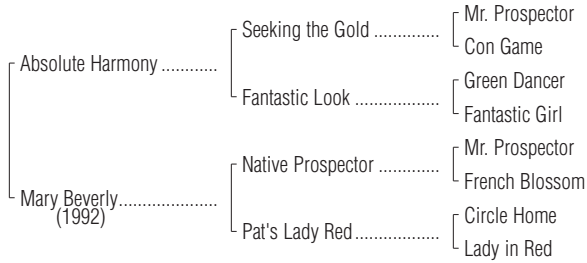 Mr. Prospector
Seeking the Gold ..............
Con Game
Absolute Harmony ............
Green Dancer
Fantastic Look ..................
Fantastic Girl
Mr. Prospector
Native Prospector .............
French Blossom
Mary Beverly.....................
(1992)
Circle Home
Pat's Lady Red..................
Lady in Red